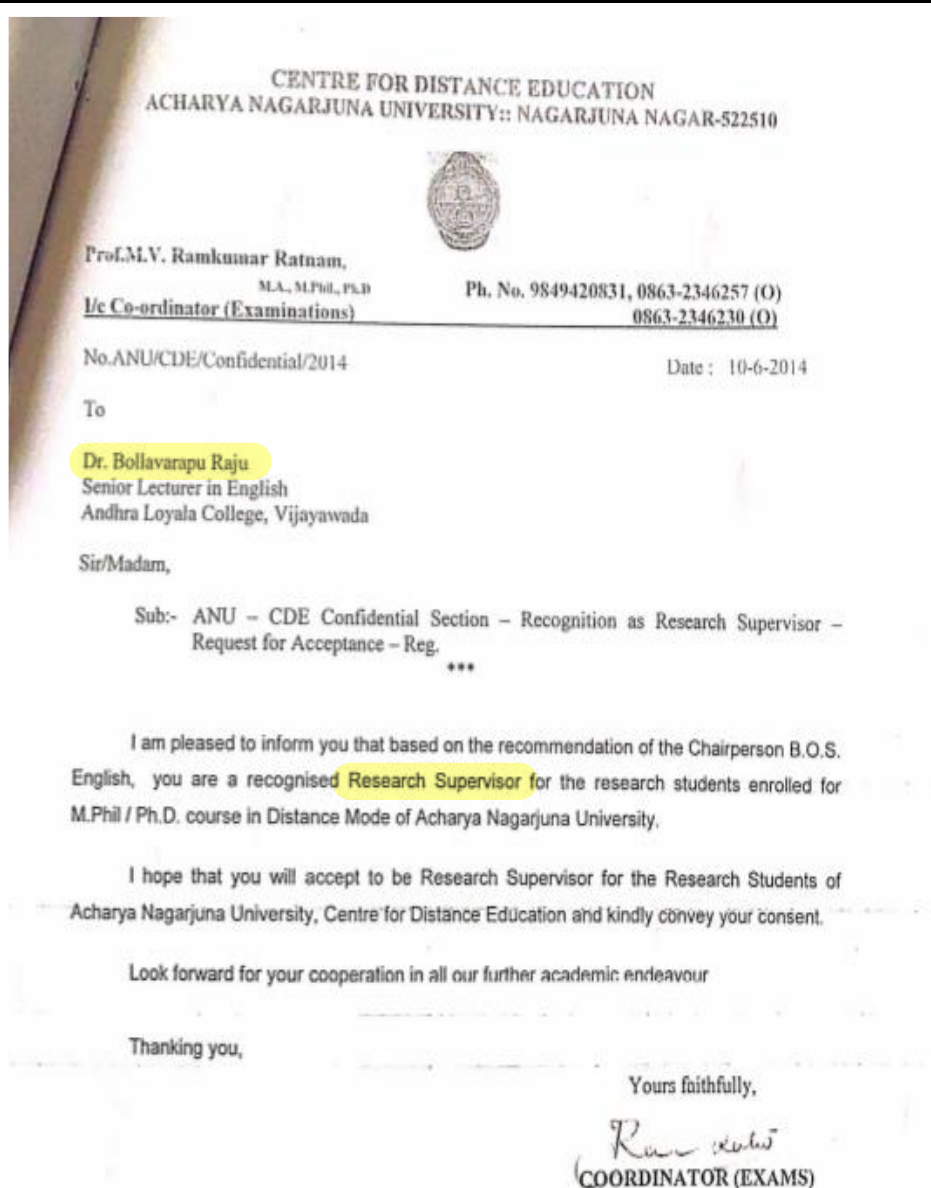 CENTRE FOR DISTANCE EDUCATION
ACHARYA NAGARJUNA UNIVERSITY:: NAGARJUNA NAGAR-522510
Prof.M.V. Ramkumar Ratnam,
M.A., M.Phil., Ph.D
I/c Co-ordinator (Examinations)
Ph. No. 9849420831, 0863-2346257 (O)
0863-2346230 (O)
No.ANU/CDE/Confidential/2014
Date : 10-6-2014
To
Dr. Bollavarapu Raju
Senior Lecturer in English
Andhra Loyala College, Vijayawada
Sir/Madam,
Sub:- ANU – CDE Confidential Section – Recognition as Research Supervisor –
Request for Acceptance – Reg.
***
I am pleased to inform you that based on the recommendation of the Chairperson B.O.S.
English, you are a recognised Research Supervisor for the research students enrolled for
M.Phil / Ph.D. course in Distance Mode of Acharya Nagarjuna University.
I hope that you will accept to be Research Supervisor for the Research Students of
Acharya Nagarjuna University, Centre for Distance Education and kindly convey your consent.
Look forward for your cooperation in all our further academic endeavour
Thanking you,
Yours faithfully,
COORDINATOR (EXAMS)